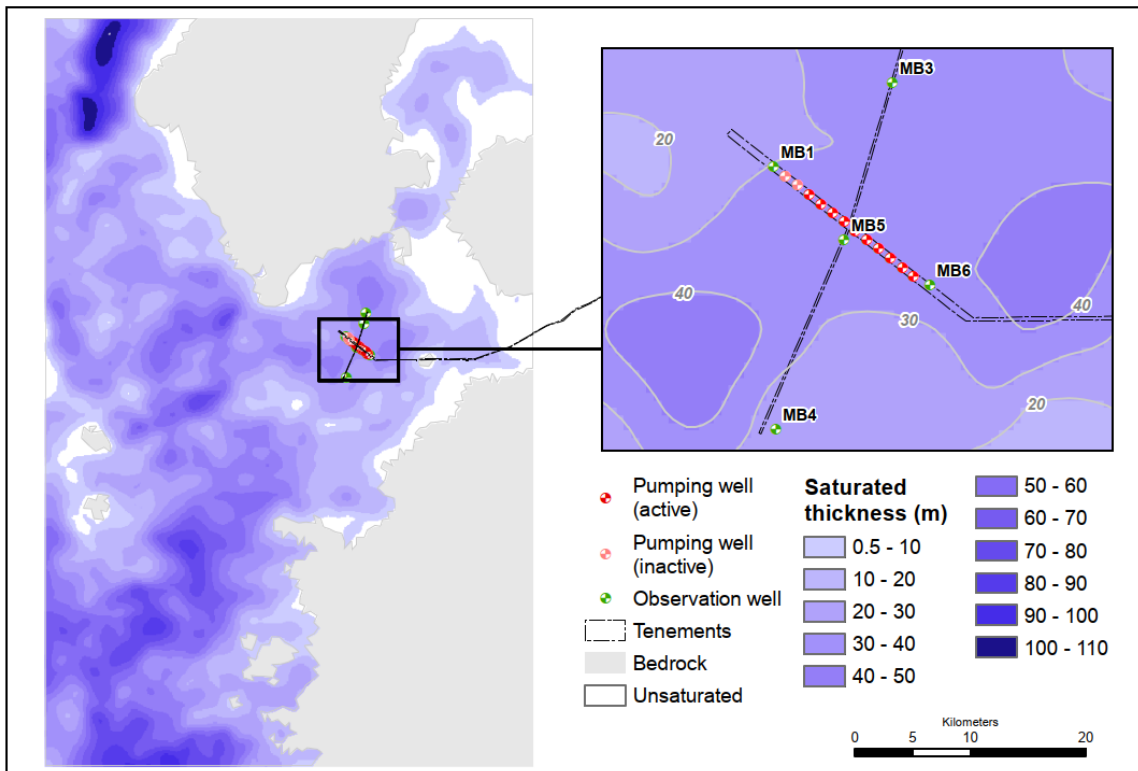 MB3
20
MB1
MB5
MB6
40
40
30
20
MB4
Pumping well
(active)
Pumping well
(inactive)
Observation well
Tenements
Bedrock
Unsaturated
Saturated
thickness (m)
0.5 - 10
10 - 20
20 - 30
30 - 40
40 - 50
50 - 60
60 - 70
70 - 80
80 - 90
90 - 100
100 - 110
Kilometers
0 5 10 20